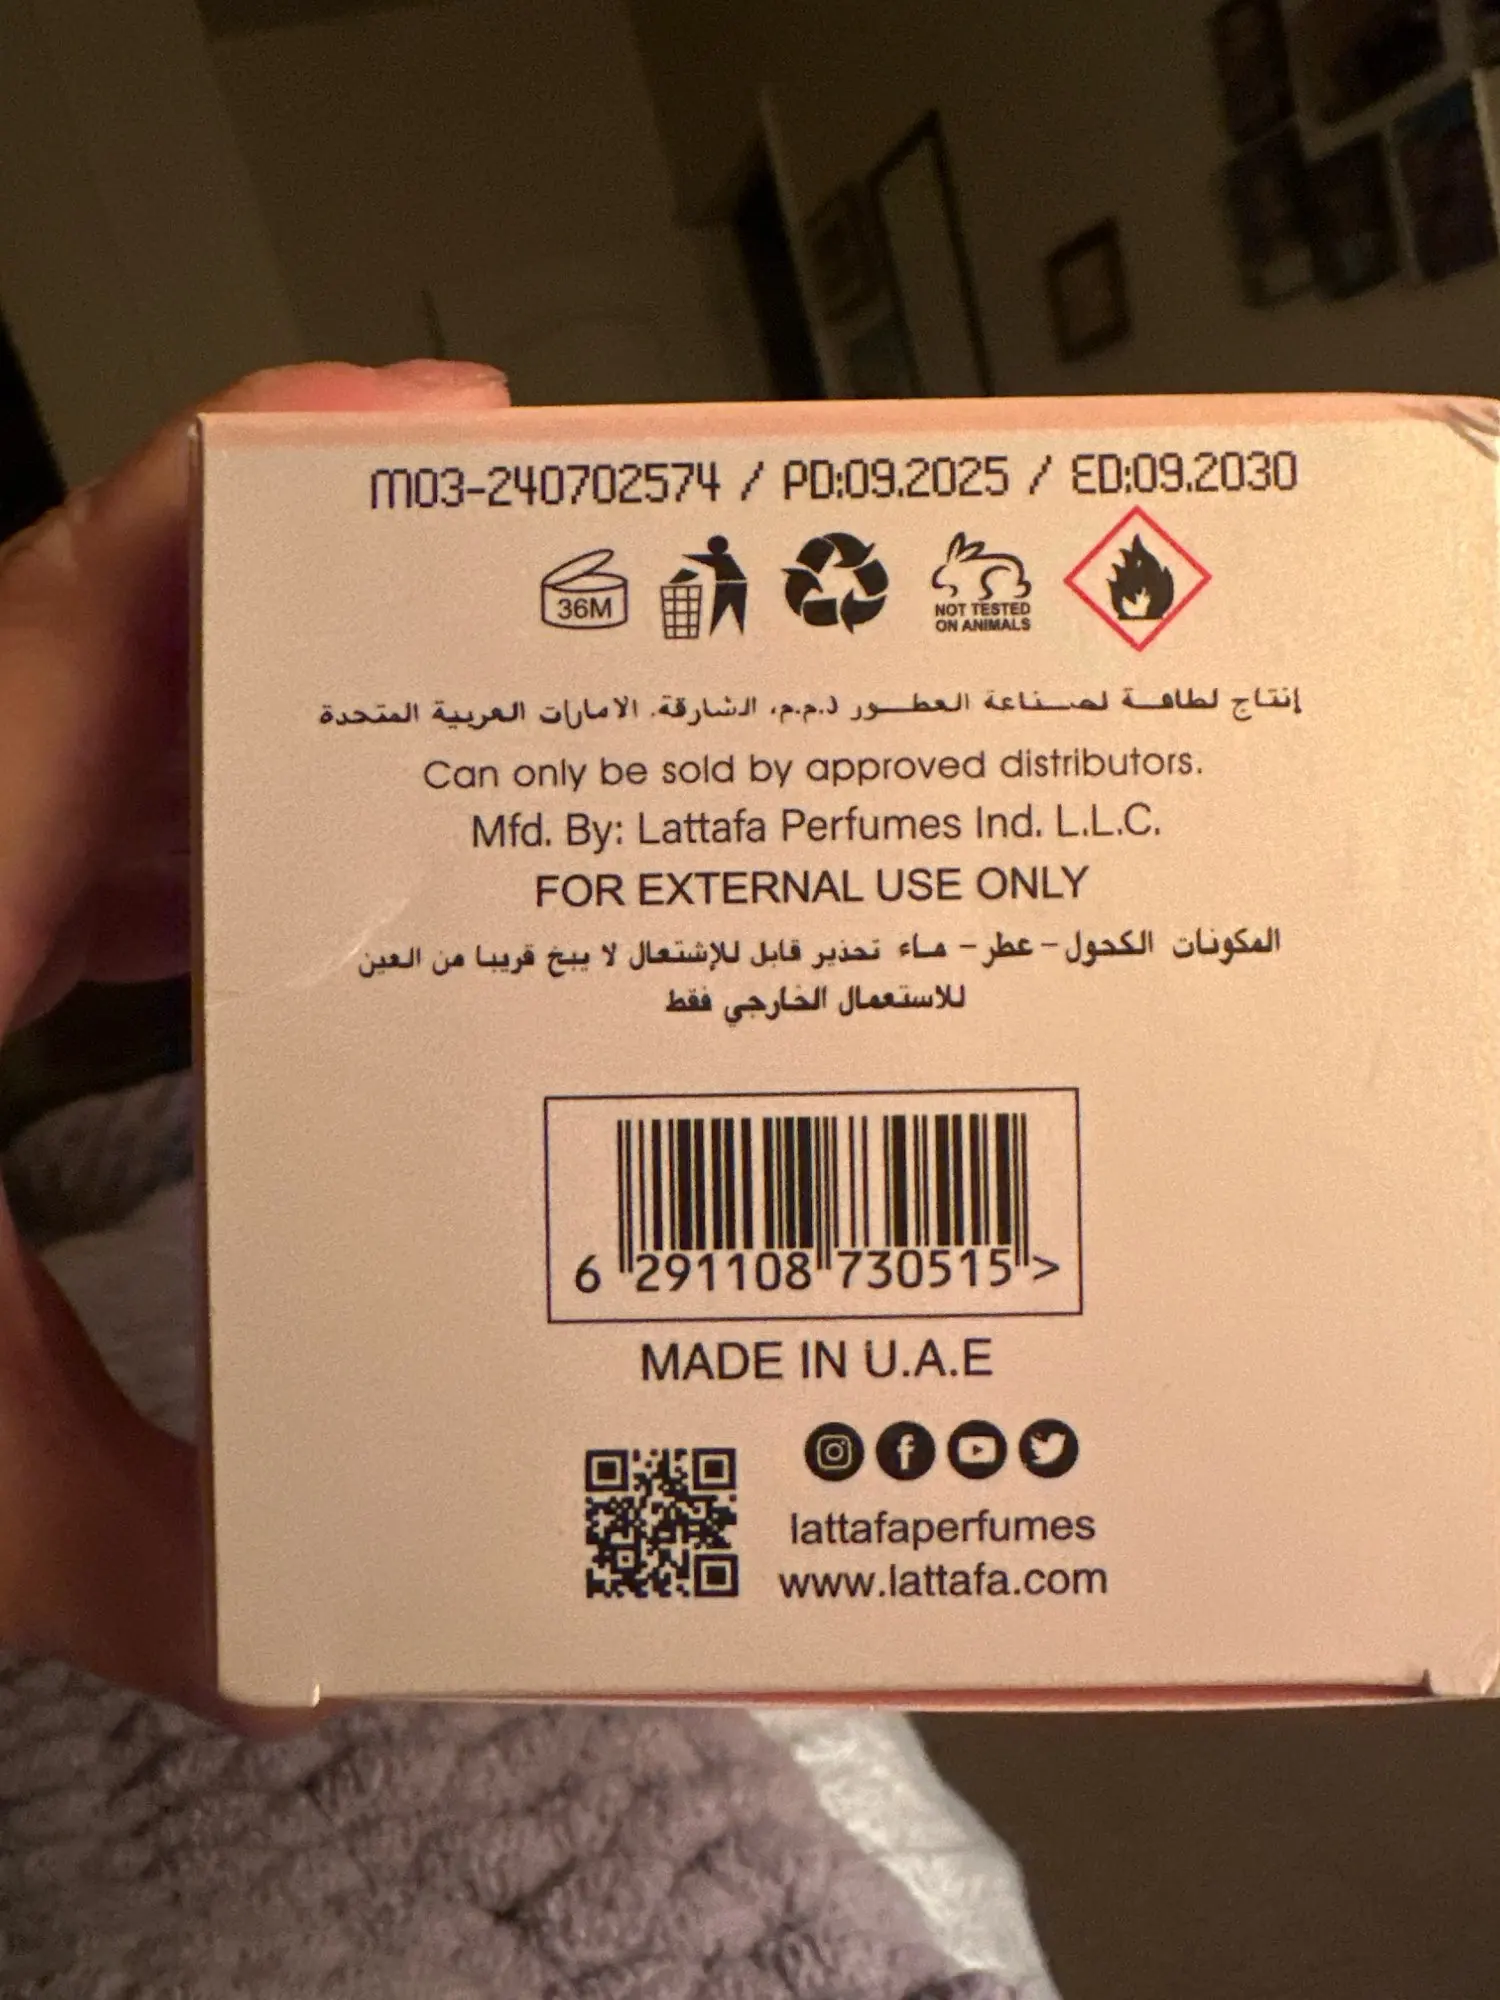 M03-240702574 / PD:09.2025 / ED:09.2030
36M
NOT TESTED
ON ANIMALS
إنتاج لطافة لصناعة العطور ذ.م.م. الشارقة. الامارات العربية المتحدة
Can only be sold by approved distributors.
Mfd. By: Lattafa Perfumes Ind. L.L.C.
FOR EXTERNAL USE ONLY
المكونات الكحول - عطر - ماء تحذير قابل للإشتعال لا يبخ قريبا من العين
للاستعمال الخارجي فقط
6 291108 730515 >
MADE IN U.A.E
lattafaperfumes
www.lattafa.com